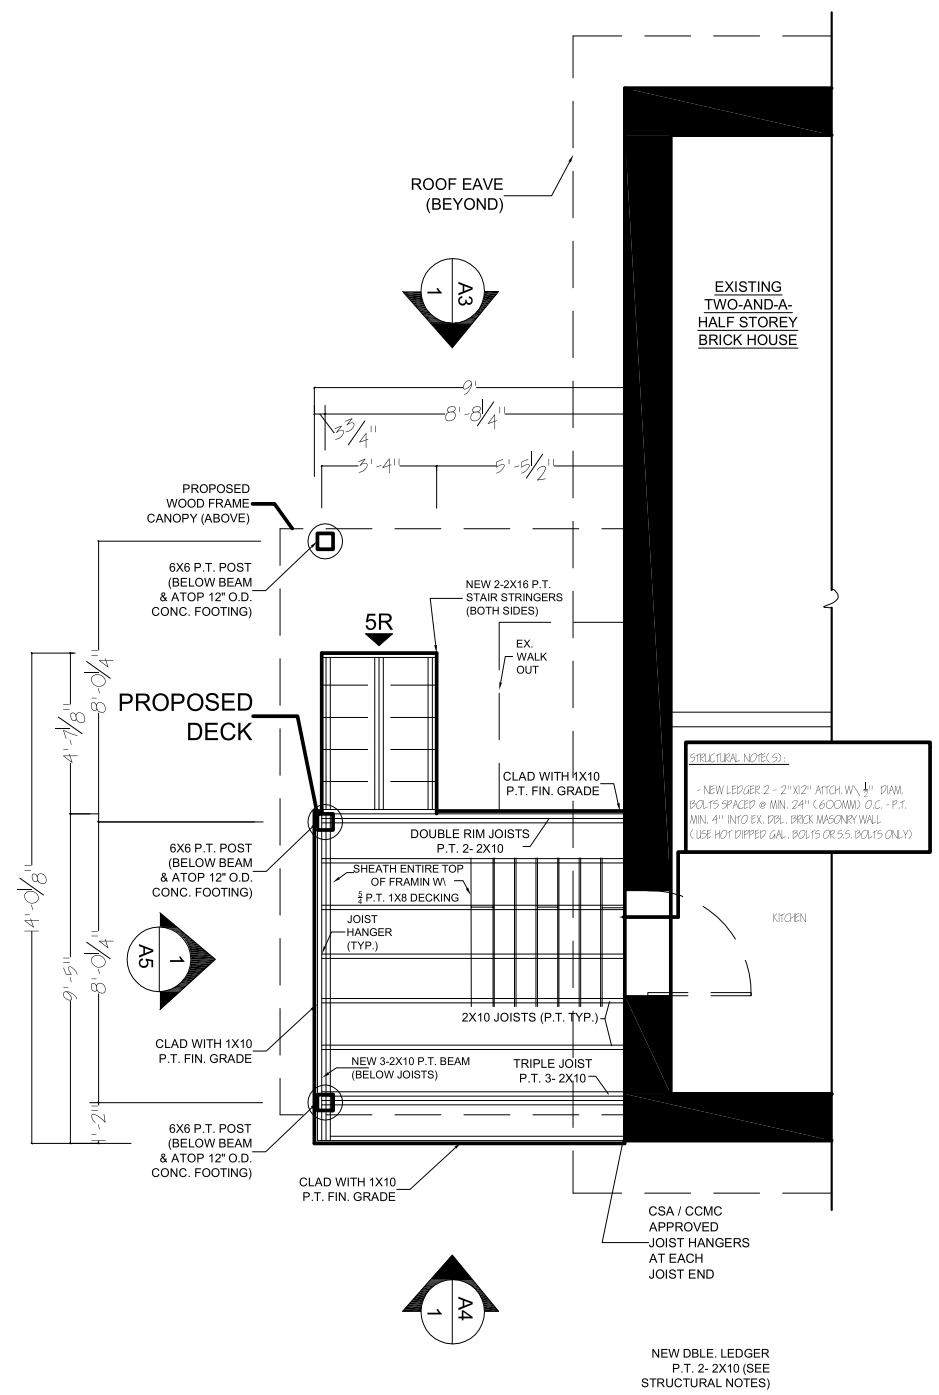 ROOF EAVE
(BEYOND)
A3
1
EXISTING
TWO-AND-A-
HALF STOREY
BRICK HOUSE
9'
8'-8 1/4"
3 3/4"
3'-4"
5'-5 1/2"
PROPOSED
WOOD FRAME
CANOPY (ABOVE)
6X6 P.T. POST
(BELOW BEAM
& ATOP 12" O.D.
CONC. FOOTING)
NEW 2-2X16 P.T.
STAIR STRINGERS
(BOTH SIDES)
5R
EX.
WALK
OUT
8'-0 1/4"
4'-7 1/8"
PROPOSED
DECK
STRUCTURAL NOTE(S):
- NEW LEDGER 2 - 2"X12" ATTCH. W\ 1/2" DIAM.
BOLTS SPACED @ MIN. 24" (600MM) O.C. - P.T.
MIN. 4" INTO EX. DBL. BRICK MASONRY WALL
(USE HOT DIPPED GAL. BOLTS OR S.S. BOLTS ONLY)
CLAD WITH 1X10
P.T. FIN. GRADE
DOUBLE RIM JOISTS
P.T. 2- 2X10
6X6 P.T. POST
(BELOW BEAM
& ATOP 12" O.D.
CONC. FOOTING)
SHEATH ENTIRE TOP
OF FRAMIN W\
5/4 P.T. 1X8 DECKING
JOIST
HANGER
(TYP.)
KITCHEN
14'-0 1/8"
9'-5"
8'-0 1/4"
A5
1
2X10 JOISTS (P.T. TYP.)
CLAD WITH 1X10
P.T. FIN. GRADE
NEW 3-2X10 P.T. BEAM
(BELOW JOISTS)
TRIPLE JOIST
P.T. 3- 2X10
1'-2"
6X6 P.T. POST
(BELOW BEAM
& ATOP 12" O.D.
CONC. FOOTING)
CLAD WITH 1X10
P.T. FIN. GRADE
CSA / CCMC
APPROVED
JOIST HANGERS
AT EACH
JOIST END
A4
1
NEW DBLE. LEDGER
P.T. 2- 2X10 (SEE
STRUCTURAL NOTES)